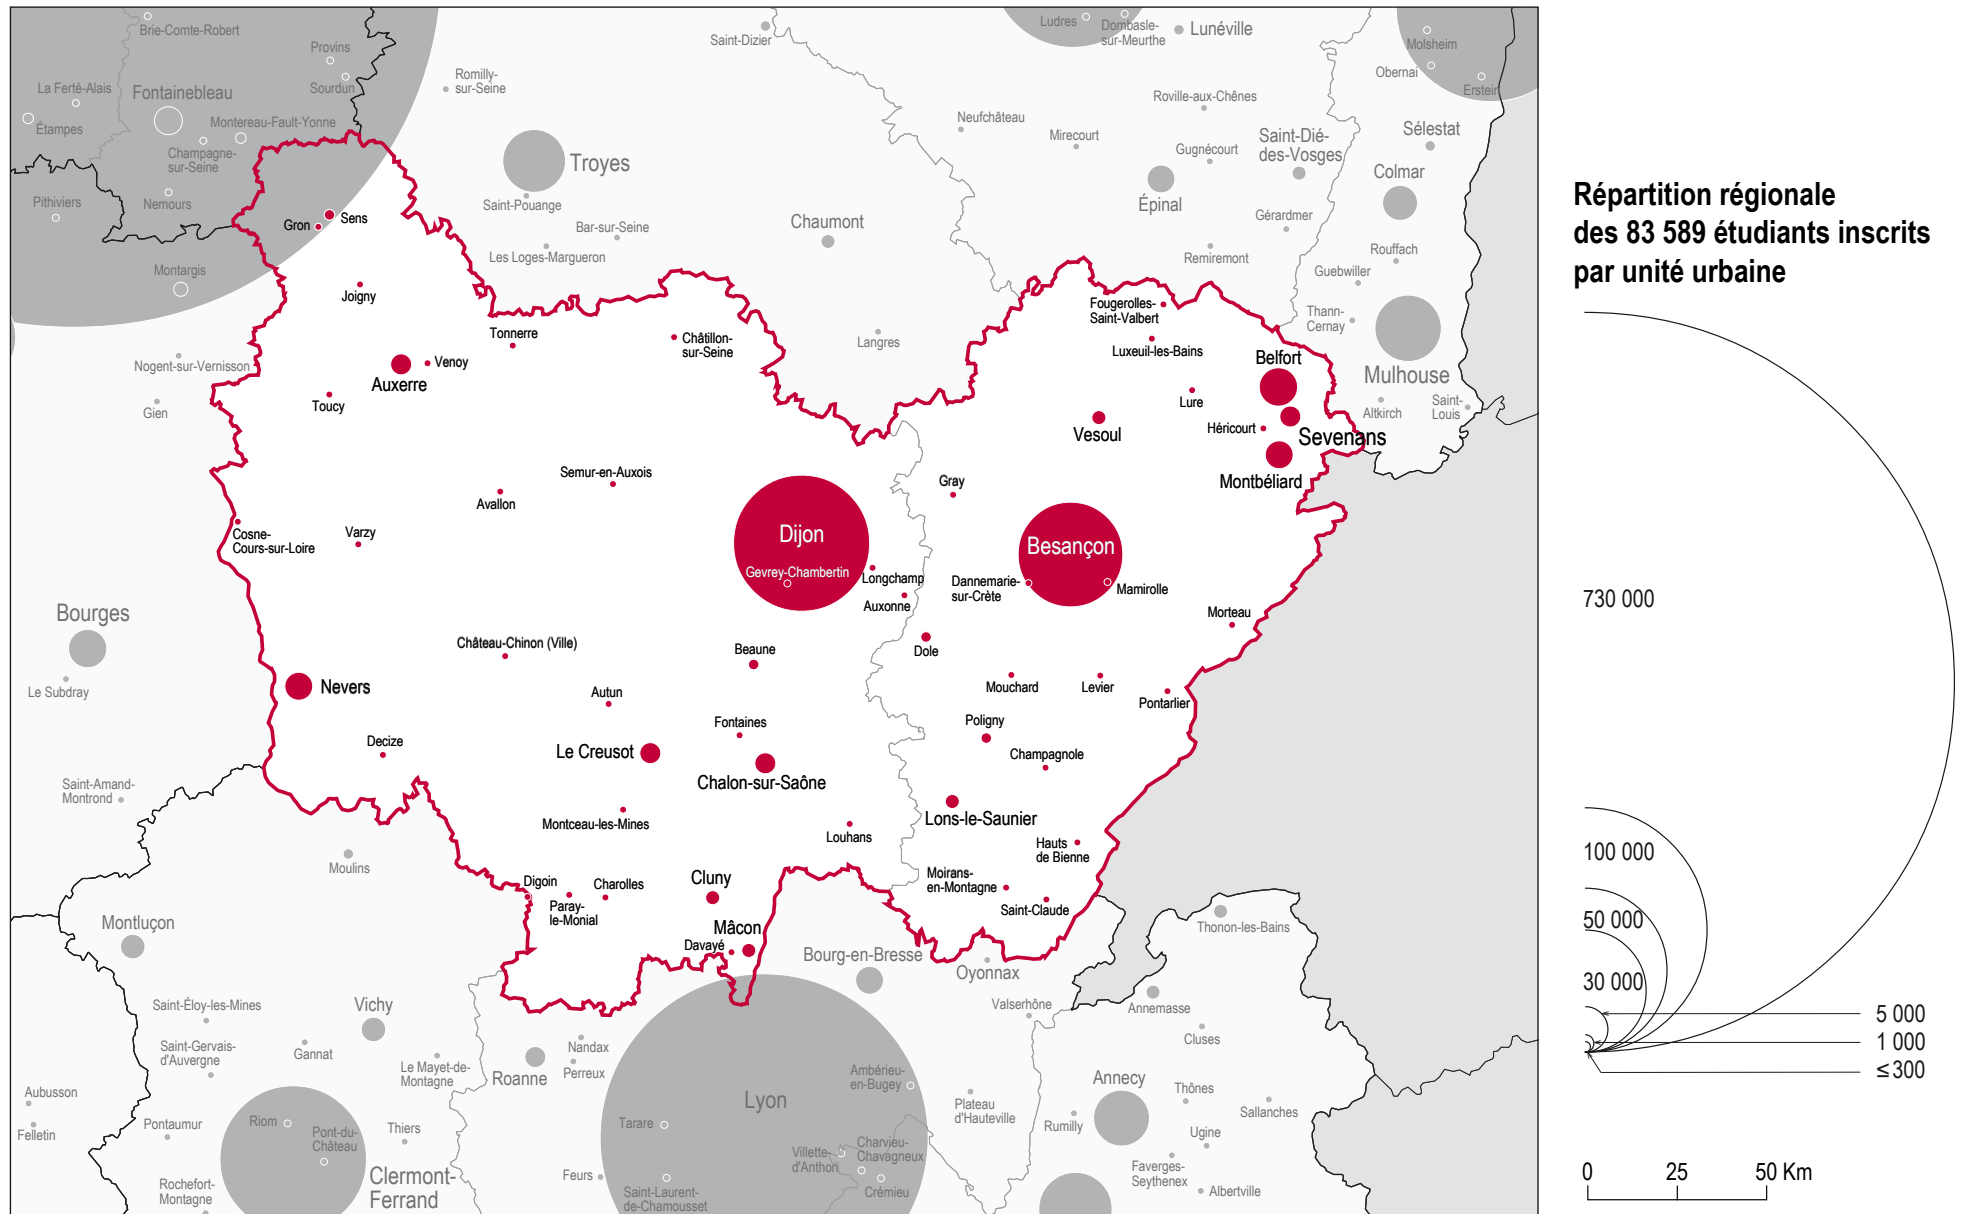 Brie-Comte-Robert
Provins
La Ferté-Alais
Fontainebleau
Sourdun
Étampes
Montereau-Fault-Yonne
Champagne-
sur-Seine
Pithiviers
Nemours
Montargis
Romilly-
sur-Seine
Troyes
Saint-Pouange
Bar-sur-Seine
Les Loges-Margueron
Saint-Dizier
Chaumont
Langres
Ludres
Dombasle-
sur-Meurthe
Lunéville
Neufchâteau
Mirecourt
Roville-aux-Chênes
Gugnécourt
Épinal
Saint-Dié-
des-Vosges
Gérardmer
Remiremont
Molsheim
Obernai
Erstein
Sélestat
Colmar
Rouffach
Guebwiller
Thann-
Cernay
Mulhouse
Altkirch
Saint-
Louis
Gron
Sens
Joigny
Tonnerre
Châtillon-
sur-Seine
Venoy
Auxerre
Toucy
Nogent-sur-Vernisson
Gien
Fougerolles-
Saint-Valbert
Luxeuil-les-Bains
Belfort
Lure
Vesoul
Héricourt
Sevenans
Montbéliard
Semur-en-Auxois
Avallon
Gray
Cosne-
Cours-sur-Loire
Varzy
Dijon
Gevrey-Chambertin
Longchamp
Auxonne
Besançon
Dannemarie-
sur-Crète
Mamirolle
Morteau
Bourges
Le Subdray
Château-Chinon (Ville)
Beaune
Dole
Nevers
Autun
Mouchard
Levier
Pontarlier
Fontaines
Poligny
Decize
Le Creusot
Champagnole
Chalon-sur-Saône
Saint-Amand-
Montrond
Lons-le-Saunier
Montceau-les-Mines
Louhans
Hauts
de Bienne
Moulins
Moirans-
en-Montagne
Digoin
Charolles
Cluny
Paray-
le-Monial
Saint-Claude
Mâcon
Davayé
Montluçon
Bourg-en-Bresse
Oyonnax
Thonon-les-Bains
Saint-Éloy-les-Mines
Vichy
Valserhône
Annemasse
Saint-Gervais-
d'Auvergne
Gannat
Le Mayet-de-
Montagne
Roanne
Nandax
Perreux
Cluses
Ambérieu-
en-Bugey
Aubusson
Lyon
Annecy
Thônes
Plateau
d'Hauteville
Sallanches
Felletin
Pontaumur
Riom
Pont-du-
Château
Thiers
Tarare
Rumilly
Ugine
Villette-
d'Anthon
Charvieu-
Chavagneux
Rochefort-
Montagne
Clermont-
Ferrand
Feurs
Saint-Laurent-
de-Chamousset
Crémieu
Faverges-
Seythenex
Albertville
Répartition régionale
des 83 589 étudiants inscrits
par unité urbaine
730 000
100 000
50 000
30 000
5 000
1 000
≤ 300
0 25 50 Km